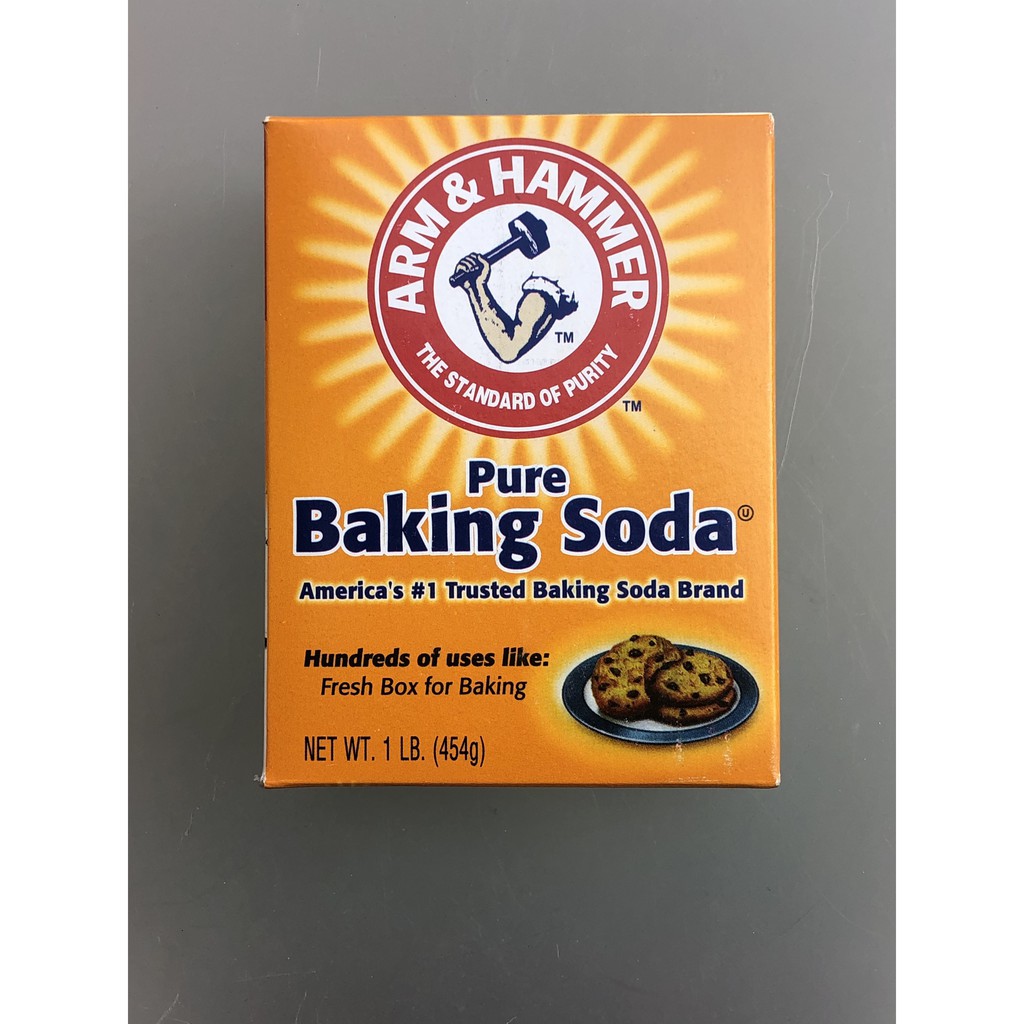 ARM & HAMMER
TM
THE STANDARD OF PURITY
TM
Pure
Baking Soda Ⓤ
America's #1 Trusted Baking Soda Brand
Hundreds of uses like:
Fresh Box for Baking
NET WT. 1 LB. (454g)